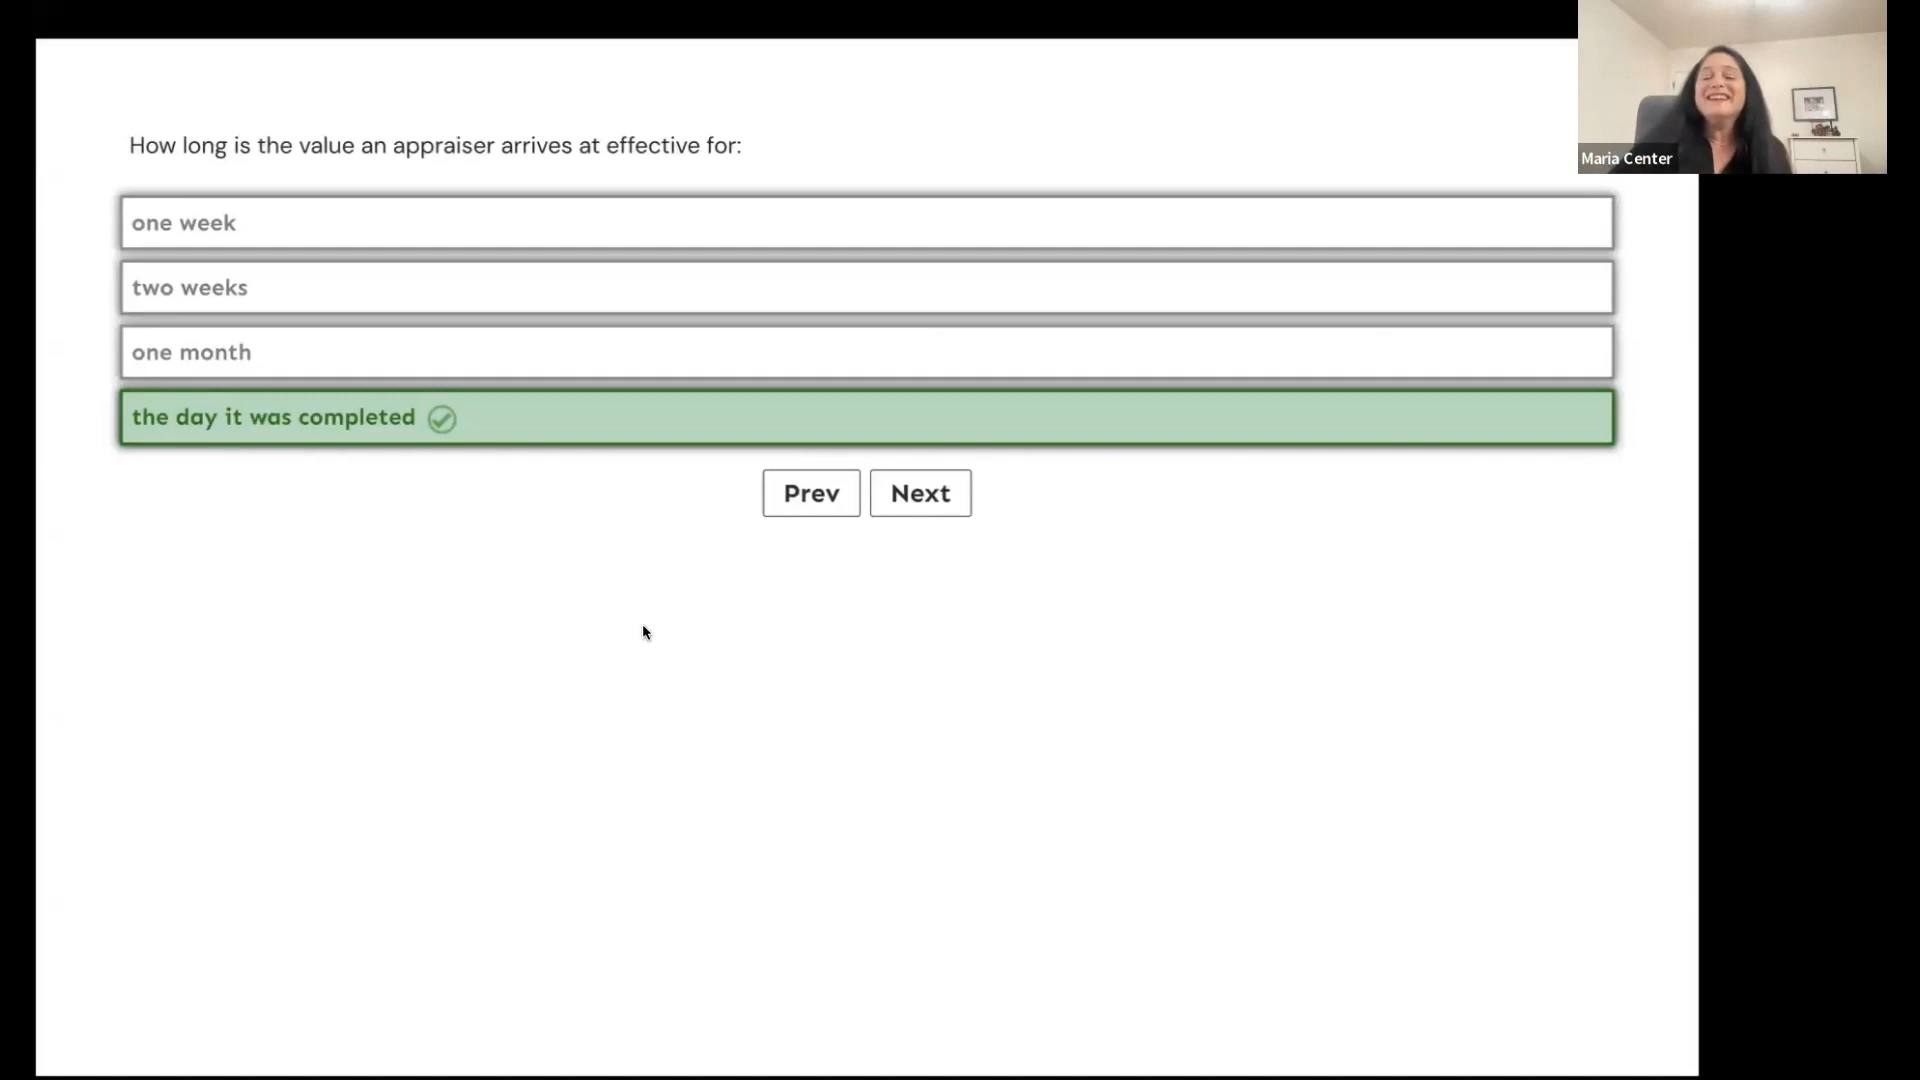 How long is the value an appraiser arrives at effective for:
one week
two weeks
one month
the day it was completed
Prev
Next
Maria Center